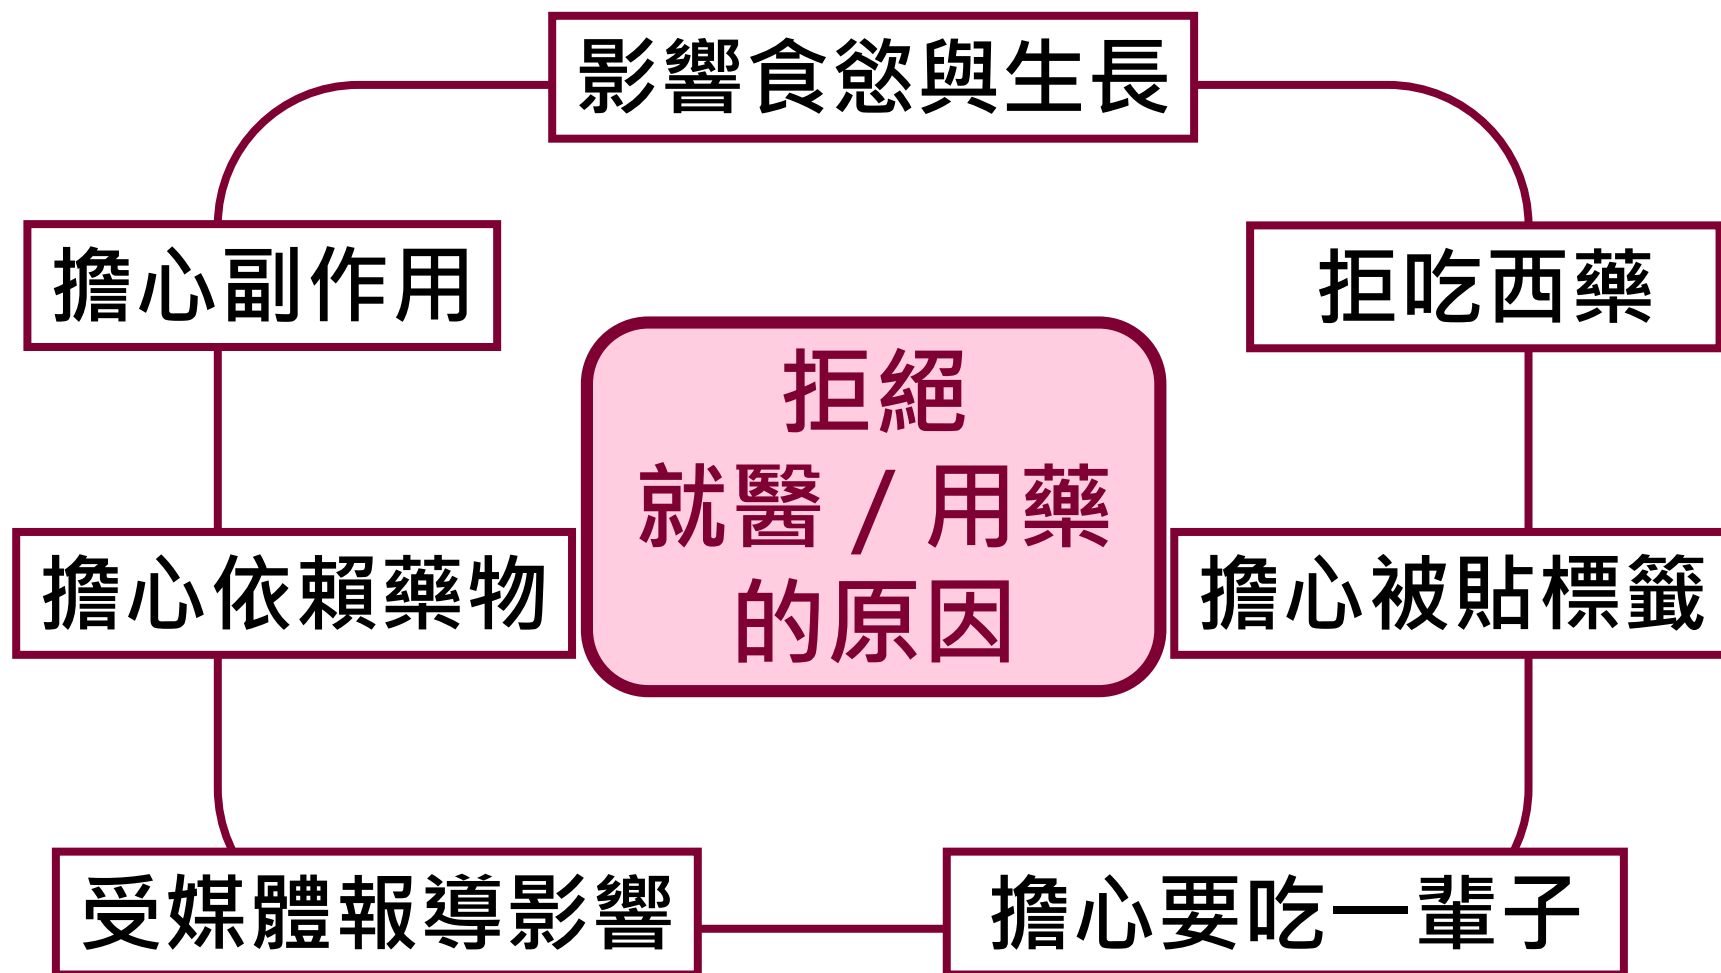 影響食慾與生長
擔心副作用
拒吃西藥
拒絕
就醫/用藥
的原因
擔心依賴藥物
擔心被貼標籤
受媒體報導影響
擔心要吃一輩子